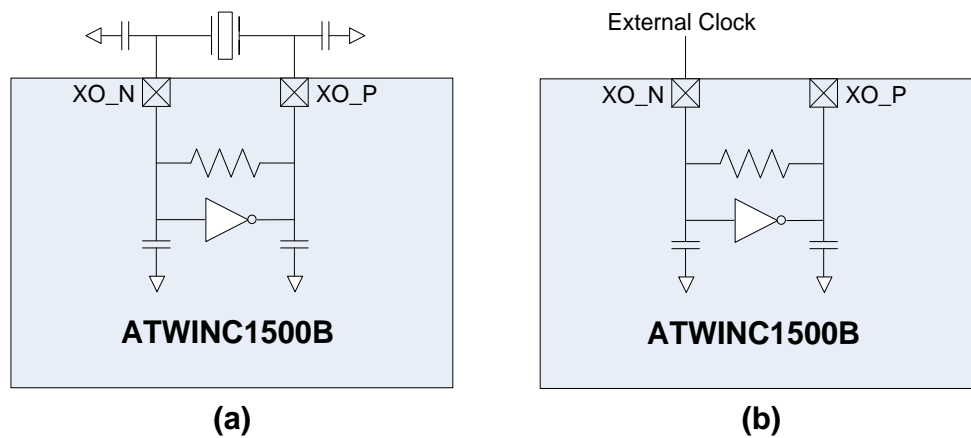 External Clock
XO_N
XO_P
XO_N
XO_P
ATWINC1500B
ATWINC1500B
(a)
(b)